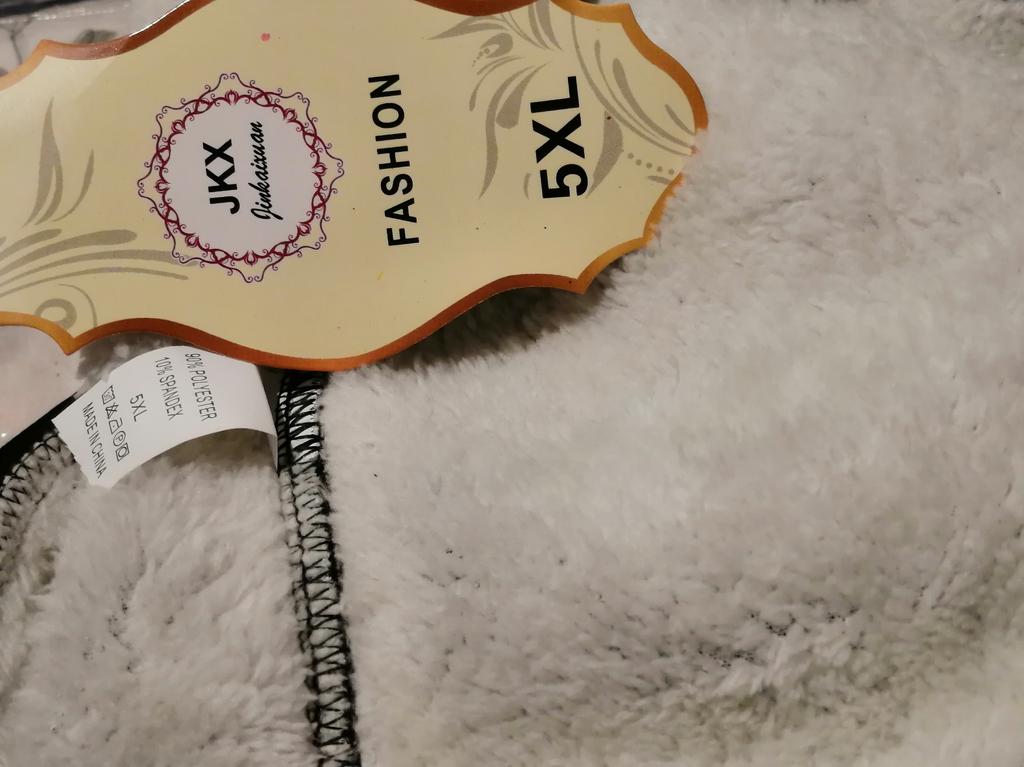 JKX
Jinkaixuan
FASHION
5XL
90% POLYESTER
10% SPANDEX
5XL
MADE IN CHINA